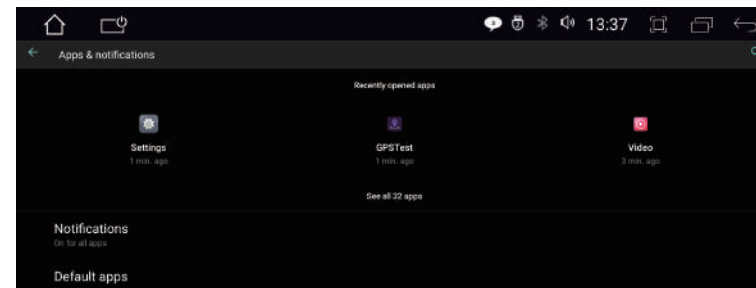 13:37
Apps & notifications
Recently opened apps
Settings
1 min. ago
GPSTest
1 min. ago
Video
3 min. ago
See all 32 apps
Notifications
On for all apps
Default apps